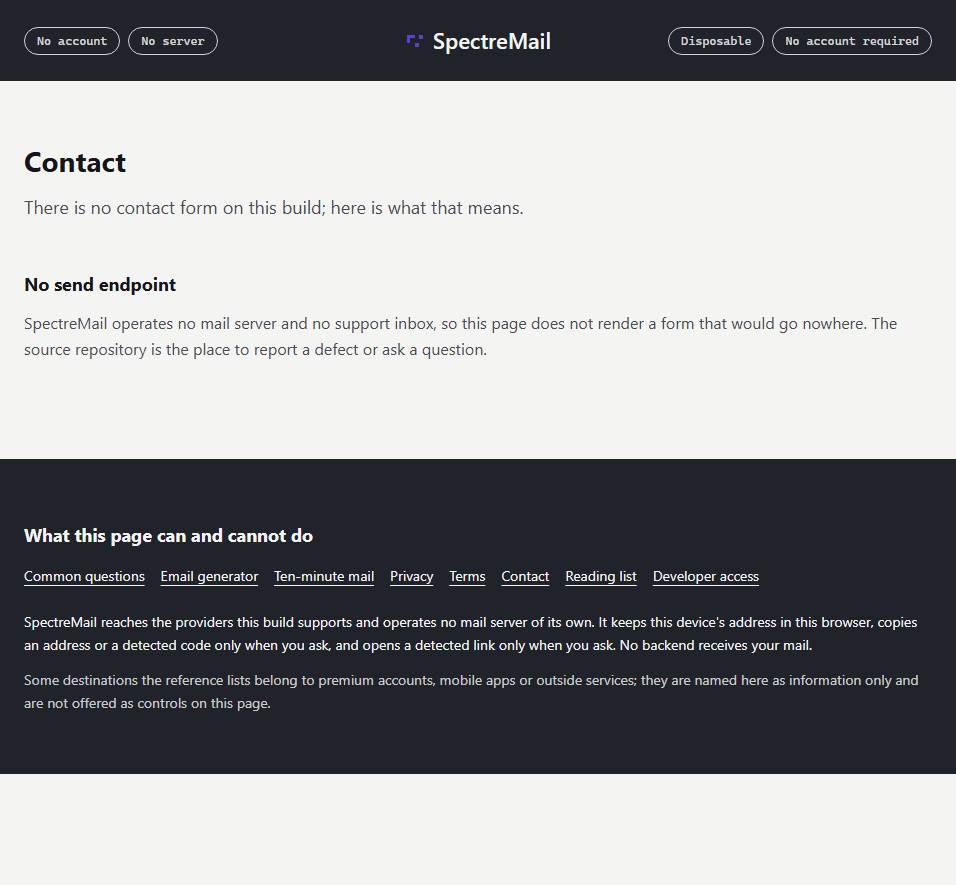 No account
No server
SpectreMail
Disposable
No account required
Contact
There is no contact form on this build; here is what that means.
No send endpoint
SpectreMail operates no mail server and no support inbox, so this page does not render a form that would go nowhere. The
source repository is the place to report a defect or ask a question.
What this page can and cannot do
Common questions Email generator Ten-minute mail Privacy Terms Contact Reading list Developer access
SpectreMail reaches the providers this build supports and operates no mail server of its own. It keeps this device's address in this browser, copies
an address or a detected code only when you ask, and opens a detected link only when you ask. No backend receives your mail.
Some destinations the reference lists belong to premium accounts, mobile apps or outside services; they are named here as information only and
are not offered as controls on this page.